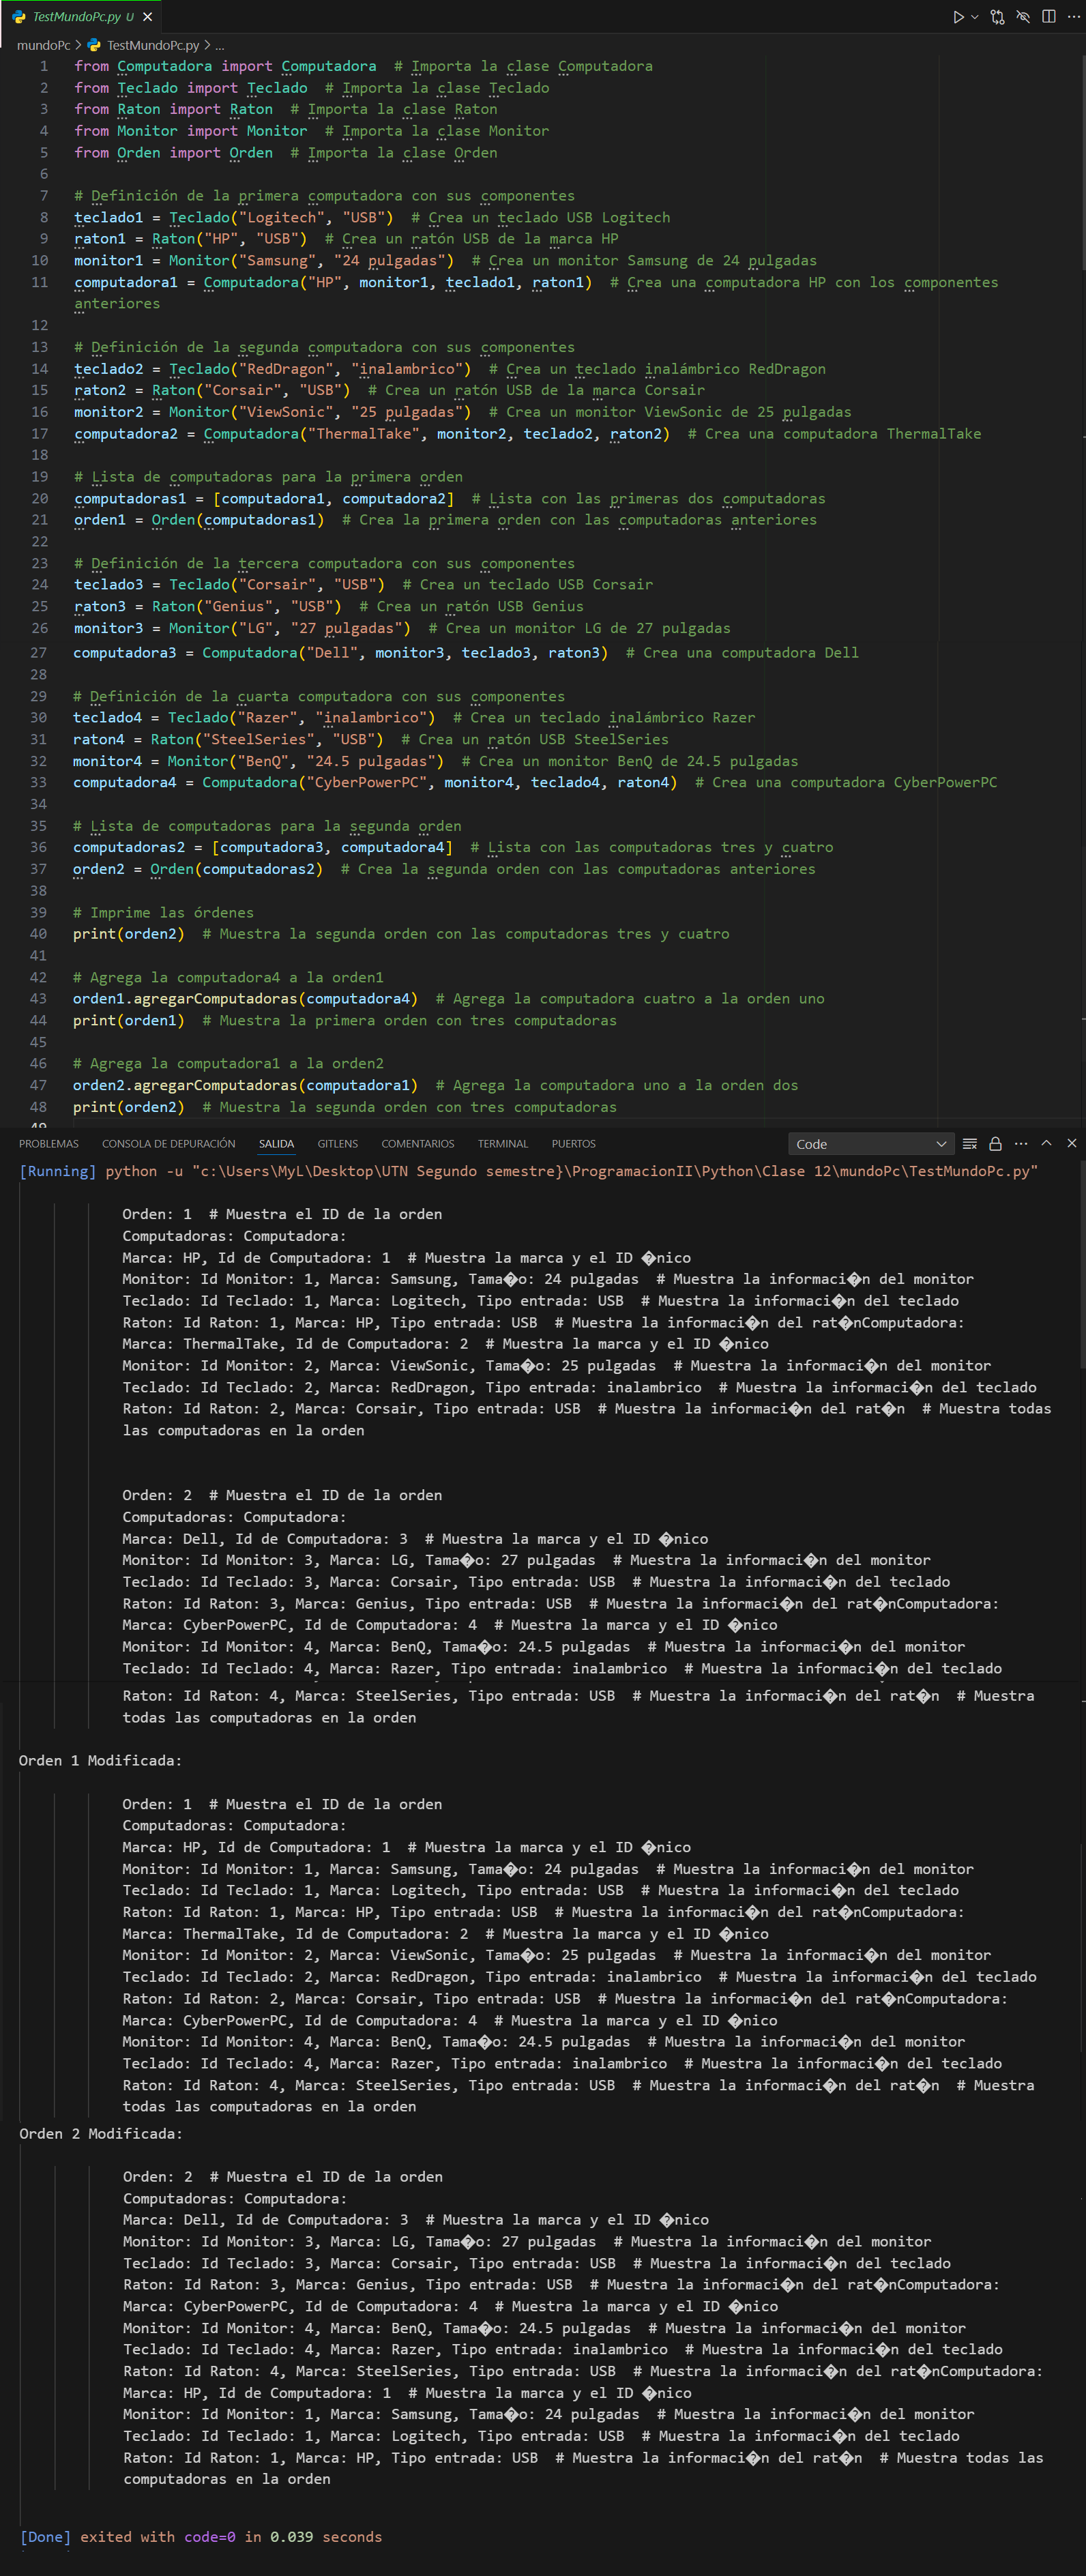 TestMundoPc.py U
mundoPc > TestMundoPc.py > ...
1 from Computadora import Computadora  # Importa la clase Computadora
2 from Teclado import Teclado  # Importa la clase Teclado
3 from Raton import Raton  # Importa la clase Raton
4 from Monitor import Monitor  # Importa la clase Monitor
5 from Orden import Orden  # Importa la clase Orden
6
7 # Definición de la primera computadora con sus componentes
8 teclado1 = Teclado("Logitech", "USB")  # Crea un teclado USB Logitech
9 raton1 = Raton("HP", "USB")  # Crea un ratón USB de la marca HP
10 monitor1 = Monitor("Samsung", "24 pulgadas")  # Crea un monitor Samsung de 24 pulgadas
11 computadora1 = Computadora("HP", monitor1, teclado1, raton1)  # Crea una computadora HP con los componentes
anteriores
12
13 # Definición de la segunda computadora con sus componentes
14 teclado2 = Teclado("RedDragon", "inalambrico")  # Crea un teclado inalámbrico RedDragon
15 raton2 = Raton("Corsair", "USB")  # Crea un ratón USB de la marca Corsair
16 monitor2 = Monitor("ViewSonic", "25 pulgadas")  # Crea un monitor ViewSonic de 25 pulgadas
17 computadora2 = Computadora("ThermalTake", monitor2, teclado2, raton2)  # Crea una computadora ThermalTake
18
19 # Lista de computadoras para la primera orden
20 computadoras1 = [computadora1, computadora2]  # Lista con las primeras dos computadoras
21 orden1 = Orden(computadoras1)  # Crea la primera orden con las computadoras anteriores
22
23 # Definición de la tercera computadora con sus componentes
24 teclado3 = Teclado("Corsair", "USB")  # Crea un teclado USB Corsair
25 raton3 = Raton("Genius", "USB")  # Crea un ratón USB Genius
26 monitor3 = Monitor("LG", "27 pulgadas")  # Crea un monitor LG de 27 pulgadas
27 computadora3 = Computadora("Dell", monitor3, teclado3, raton3)  # Crea una computadora Dell
28
29 # Definición de la cuarta computadora con sus componentes
30 teclado4 = Teclado("Razer", "inalambrico")  # Crea un teclado inalámbrico Razer
31 raton4 = Raton("SteelSeries", "USB")  # Crea un ratón USB SteelSeries
32 monitor4 = Monitor("BenQ", "24.5 pulgadas")  # Crea un monitor BenQ de 24.5 pulgadas
33 computadora4 = Computadora("CyberPowerPC", monitor4, teclado4, raton4)  # Crea una computadora CyberPowerPC
34
35 # Lista de computadoras para la segunda orden
36 computadoras2 = [computadora3, computadora4]  # Lista con las computadoras tres y cuatro
37 orden2 = Orden(computadoras2)  # Crea la segunda orden con las computadoras anteriores
38
39 # Imprime las órdenes
40 print(orden2)  # Muestra la segunda orden con las computadoras tres y cuatro
41
42 # Agrega la computadora4 a la orden1
43 orden1.agregarComputadoras(computadora4)  # Agrega la computadora cuatro a la orden uno
44 print(orden1)  # Muestra la primera orden con tres computadoras
45
46 # Agrega la computadora1 a la orden2
47 orden2.agregarComputadoras(computadora1)  # Agrega la computadora uno a la orden dos
48 print(orden2)  # Muestra la segunda orden con tres computadoras
49
PROBLEMAS CONSOLA DE DEPURACIÓN SALIDA GITLENS COMENTARIOS TERMINAL PUERTOS Code
[Running] python -u "c:\Users\MyL\Desktop\UTN Segundo semestre}\ProgramacionII\Python\Clase 12\mundoPc\TestMundoPc.py"
Orden: 1  # Muestra el ID de la orden
Computadoras: Computadora:
Marca: HP, Id de Computadora: 1  # Muestra la marca y el ID �nico
Monitor: Id Monitor: 1, Marca: Samsung, Tama�o: 24 pulgadas  # Muestra la informaci�n del monitor
Teclado: Id Teclado: 1, Marca: Logitech, Tipo entrada: USB  # Muestra la informaci�n del teclado
Raton: Id Raton: 1, Marca: HP, Tipo entrada: USB  # Muestra la informaci�n del rat�nComputadora:
Marca: ThermalTake, Id de Computadora: 2  # Muestra la marca y el ID �nico
Monitor: Id Monitor: 2, Marca: ViewSonic, Tama�o: 25 pulgadas  # Muestra la informaci�n del monitor
Teclado: Id Teclado: 2, Marca: RedDragon, Tipo entrada: inalambrico  # Muestra la informaci�n del teclado
Raton: Id Raton: 2, Marca: Corsair, Tipo entrada: USB  # Muestra la informaci�n del rat�n  # Muestra todas
las computadoras en la orden
Orden: 2  # Muestra el ID de la orden
Computadoras: Computadora:
Marca: Dell, Id de Computadora: 3  # Muestra la marca y el ID �nico
Monitor: Id Monitor: 3, Marca: LG, Tama�o: 27 pulgadas  # Muestra la informaci�n del monitor
Teclado: Id Teclado: 3, Marca: Corsair, Tipo entrada: USB  # Muestra la informaci�n del teclado
Raton: Id Raton: 3, Marca: Genius, Tipo entrada: USB  # Muestra la informaci�n del rat�nComputadora:
Marca: CyberPowerPC, Id de Computadora: 4  # Muestra la marca y el ID �nico
Monitor: Id Monitor: 4, Marca: BenQ, Tama�o: 24.5 pulgadas  # Muestra la informaci�n del monitor
Teclado: Id Teclado: 4, Marca: Razer, Tipo entrada: inalambrico  # Muestra la informaci�n del teclado
Raton: Id Raton: 4, Marca: SteelSeries, Tipo entrada: USB  # Muestra la informaci�n del rat�n  # Muestra
todas las computadoras en la orden
Orden 1 Modificada:
Orden: 1  # Muestra el ID de la orden
Computadoras: Computadora:
Marca: HP, Id de Computadora: 1  # Muestra la marca y el ID �nico
Monitor: Id Monitor: 1, Marca: Samsung, Tama�o: 24 pulgadas  # Muestra la informaci�n del monitor
Teclado: Id Teclado: 1, Marca: Logitech, Tipo entrada: USB  # Muestra la informaci�n del teclado
Raton: Id Raton: 1, Marca: HP, Tipo entrada: USB  # Muestra la informaci�n del rat�nComputadora:
Marca: ThermalTake, Id de Computadora: 2  # Muestra la marca y el ID �nico
Monitor: Id Monitor: 2, Marca: ViewSonic, Tama�o: 25 pulgadas  # Muestra la informaci�n del monitor
Teclado: Id Teclado: 2, Marca: RedDragon, Tipo entrada: inalambrico  # Muestra la informaci�n del teclado
Raton: Id Raton: 2, Marca: Corsair, Tipo entrada: USB  # Muestra la informaci�n del rat�nComputadora:
Marca: CyberPowerPC, Id de Computadora: 4  # Muestra la marca y el ID �nico
Monitor: Id Monitor: 4, Marca: BenQ, Tama�o: 24.5 pulgadas  # Muestra la informaci�n del monitor
Teclado: Id Teclado: 4, Marca: Razer, Tipo entrada: inalambrico  # Muestra la informaci�n del teclado
Raton: Id Raton: 4, Marca: SteelSeries, Tipo entrada: USB  # Muestra la informaci�n del rat�n  # Muestra
todas las computadoras en la orden
Orden 2 Modificada:
Orden: 2  # Muestra el ID de la orden
Computadoras: Computadora:
Marca: Dell, Id de Computadora: 3  # Muestra la marca y el ID �nico
Monitor: Id Monitor: 3, Marca: LG, Tama�o: 27 pulgadas  # Muestra la informaci�n del monitor
Teclado: Id Teclado: 3, Marca: Corsair, Tipo entrada: USB  # Muestra la informaci�n del teclado
Raton: Id Raton: 3, Marca: Genius, Tipo entrada: USB  # Muestra la informaci�n del rat�nComputadora:
Marca: CyberPowerPC, Id de Computadora: 4  # Muestra la marca y el ID �nico
Monitor: Id Monitor: 4, Marca: BenQ, Tama�o: 24.5 pulgadas  # Muestra la informaci�n del monitor
Teclado: Id Teclado: 4, Marca: Razer, Tipo entrada: inalambrico  # Muestra la informaci�n del teclado
Raton: Id Raton: 4, Marca: SteelSeries, Tipo entrada: USB  # Muestra la informaci�n del rat�nComputadora:
Marca: HP, Id de Computadora: 1  # Muestra la marca y el ID �nico
Monitor: Id Monitor: 1, Marca: Samsung, Tama�o: 24 pulgadas  # Muestra la informaci�n del monitor
Teclado: Id Teclado: 1, Marca: Logitech, Tipo entrada: USB  # Muestra la informaci�n del teclado
Raton: Id Raton: 1, Marca: HP, Tipo entrada: USB  # Muestra la informaci�n del rat�n  # Muestra todas las
computadoras en la orden
[Done] exited with code=0 in 0.039 seconds